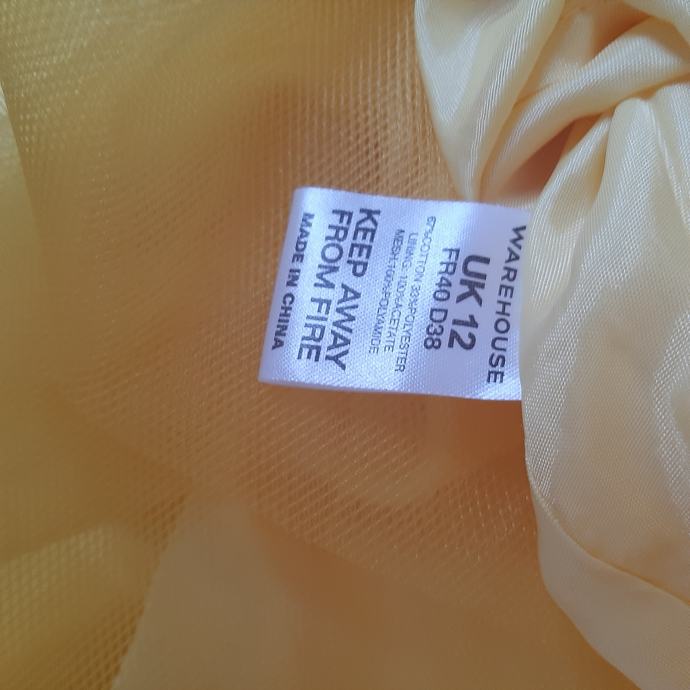 WAREHOUSE
UK 12
FR40 D38
67%COTTON 33%POLYESTER
LINING: 100%ACETATE
MESH:100%POLYAMIDE
KEEP AWAY
FROM FIRE
MADE IN CHINA